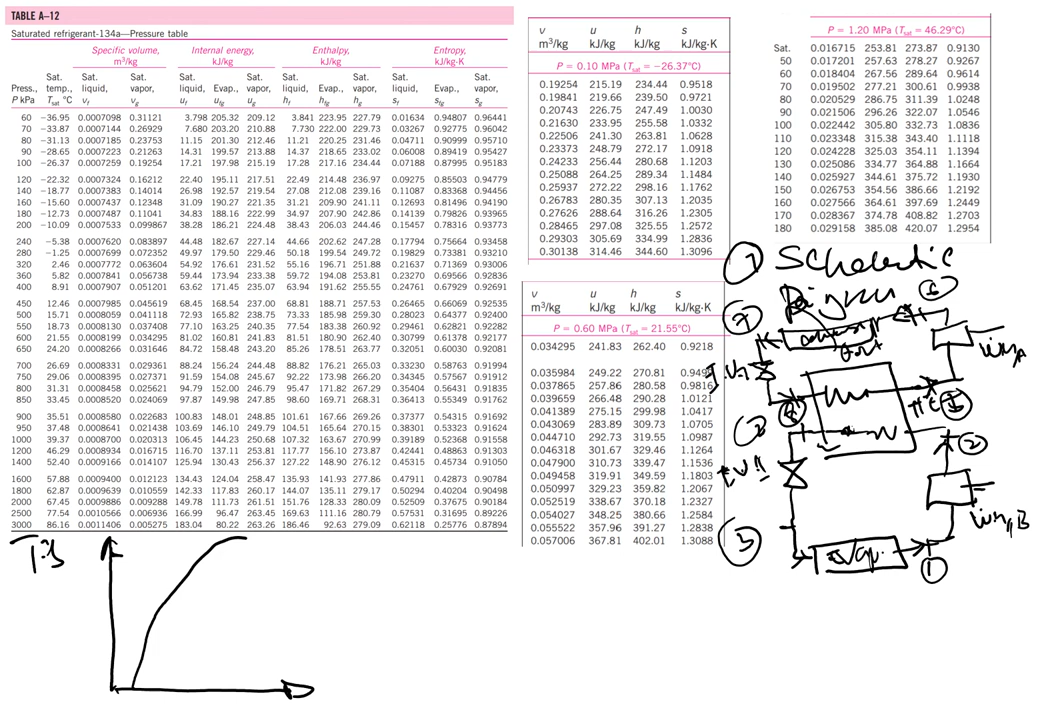 TABLE A–12
Saturated refrigerant-134a—Pressure table
Specific volume, m³/kg Internal energy, kJ/kg Enthalpy, kJ/kg Entropy, kJ/kg·K
Press., P kPa Sat. temp., Tsat °C Sat. liquid, vf Sat. vapor, vg Sat. liquid, uf Evap., ufg Sat. vapor, ug Sat. liquid, hf Evap., hfg Sat. vapor, hg Sat. liquid, sf Evap., sfg Sat. vapor, sg
60 −36.95 0.0007098 0.31121 3.798 205.32 209.12 3.841 223.95 227.79 0.01634 0.94807 0.96441
70 −33.87 0.0007144 0.26929 7.680 203.20 210.88 7.730 222.00 229.73 0.03267 0.92775 0.96042
80 −31.13 0.0007185 0.23753 11.15 201.30 212.46 11.21 220.25 231.46 0.04711 0.90999 0.95710
90 −28.65 0.0007223 0.21263 14.31 199.57 213.88 14.37 218.65 233.02 0.06008 0.89419 0.95427
100 −26.37 0.0007259 0.19254 17.21 197.98 215.19 17.28 217.16 234.44 0.07188 0.87995 0.95183
120 −22.32 0.0007324 0.16212 22.40 195.11 217.51 22.49 214.48 236.97 0.09275 0.85503 0.94779
140 −18.77 0.0007383 0.14014 26.98 192.57 219.54 27.08 212.08 239.16 0.11087 0.83368 0.94456
160 −15.60 0.0007437 0.12348 31.09 190.27 221.35 31.21 209.90 241.11 0.12693 0.81496 0.94190
180 −12.73 0.0007487 0.11041 34.83 188.16 222.99 34.97 207.90 242.86 0.14139 0.79826 0.93965
200 −10.09 0.0007533 0.099867 38.28 186.21 224.48 38.43 206.03 244.46 0.15457 0.78316 0.93773
240 −5.38 0.0007620 0.083897 44.48 182.67 227.14 44.66 202.62 247.28 0.17794 0.75664 0.93458
280 −1.25 0.0007699 0.072352 49.97 179.50 229.46 50.18 199.54 249.72 0.19829 0.73381 0.93210
320 2.46 0.0007772 0.063604 54.92 176.61 231.52 55.16 196.71 251.88 0.21637 0.71369 0.93006
360 5.82 0.0007841 0.056738 59.44 173.94 233.38 59.72 194.08 253.81 0.23270 0.69566 0.92836
400 8.91 0.0007907 0.051201 63.62 171.45 235.07 63.94 191.62 255.55 0.24761 0.67929 0.92691
450 12.46 0.0007985 0.045619 68.45 168.54 237.00 68.81 188.71 257.53 0.26465 0.66069 0.92535
500 15.71 0.0008059 0.041118 72.93 165.82 238.75 73.33 185.98 259.30 0.28023 0.64377 0.92400
550 18.73 0.0008130 0.037408 77.10 163.25 240.35 77.54 183.38 260.92 0.29461 0.62821 0.92282
600 21.55 0.0008199 0.034295 81.02 160.81 241.83 81.51 180.90 262.40 0.30799 0.61378 0.92177
650 24.20 0.0008266 0.031646 84.72 158.48 243.20 85.26 178.51 263.77 0.32051 0.60030 0.92081
700 26.69 0.0008331 0.029361 88.24 156.24 244.48 88.82 176.21 265.03 0.33230 0.58763 0.91994
750 29.06 0.0008395 0.027371 91.59 154.08 245.67 92.22 173.98 266.20 0.34345 0.57567 0.91912
800 31.31 0.0008458 0.025621 94.79 152.00 246.79 95.47 171.82 267.29 0.35404 0.56431 0.91835
850 33.45 0.0008520 0.024069 97.87 149.98 247.85 98.60 169.71 268.31 0.36413 0.55349 0.91762
900 35.51 0.0008580 0.022683 100.83 148.01 248.85 101.61 167.66 269.26 0.37377 0.54315 0.91692
950 37.48 0.0008641 0.021438 103.69 146.10 249.79 104.51 165.64 270.15 0.38301 0.53323 0.91624
1000 39.37 0.0008700 0.020313 106.45 144.23 250.68 107.32 163.67 270.99 0.39189 0.52368 0.91558
1200 46.29 0.0008934 0.016715 116.70 137.11 253.81 117.77 156.10 273.87 0.42441 0.48863 0.91303
1400 52.40 0.0009166 0.014107 125.94 130.43 256.37 127.22 148.90 276.12 0.45315 0.45734 0.91050
1600 57.88 0.0009400 0.012123 134.43 124.04 258.47 135.93 141.93 277.86 0.47911 0.42873 0.90784
1800 62.87 0.0009639 0.010559 142.33 117.83 260.17 144.07 135.11 279.17 0.50294 0.40204 0.90498
2000 67.45 0.0009886 0.009288 149.78 111.73 261.51 151.76 128.33 280.09 0.52509 0.37675 0.90184
2500 77.54 0.0010566 0.006936 166.99 96.47 263.45 169.63 111.16 280.79 0.57531 0.31695 0.89226
3000 86.16 0.0011406 0.005275 183.04 80.22 263.26 186.46 92.63 279.09 0.62118 0.25776 0.87894
v m³/kg u kJ/kg h kJ/kg s kJ/kg·K
P = 0.10 MPa (Tsat = −26.37°C)
0.19254 215.19 234.44 0.9518
0.19841 219.66 239.50 0.9721
0.20743 226.75 247.49 1.0030
0.21630 233.95 255.58 1.0332
0.22506 241.30 263.81 1.0628
0.23373 248.79 272.17 1.0918
0.24233 256.44 280.68 1.1203
0.25088 264.25 289.34 1.1484
0.25937 272.22 298.16 1.1762
0.26783 280.35 307.13 1.2035
0.27626 288.64 316.26 1.2305
0.28465 297.08 325.55 1.2572
0.29303 305.69 334.99 1.2836
0.30138 314.46 344.60 1.3096
v m³/kg u kJ/kg h kJ/kg s kJ/kg·K
P = 0.60 MPa (Tsat = 21.55°C)
0.034295 241.83 262.40 0.9218
0.035984 249.22 270.81
0.037865 257.86 280.58 0.9816
0.039659 266.48 290.28 1.0121
0.041389 275.15 299.98 1.0417
0.043069 283.89 309.73 1.0705
0.044710 292.73 319.55 1.0987
0.046318 301.67 329.46 1.1264
0.047900 310.73 339.47 1.1536
0.049458 319.91 349.59 1.1803
0.050997 329.23 359.82 1.2067
0.052519 338.67 370.18 1.2327
0.054027 348.25 380.66 1.2584
0.055522 357.96 391.27 1.2838
0.057006 367.81 402.01 1.3088
P = 1.20 MPa (Tsat = 46.29°C)
Sat. 0.016715 253.81 273.87 0.9130
50 0.017201 257.63 278.27 0.9267
60 0.018404 267.56 289.64 0.9614
70 0.019502 277.21 300.61 0.9938
80 0.020529 286.75 311.39 1.0248
90 0.021506 296.26 322.07 1.0546
100 0.022442 305.80 332.73 1.0836
110 0.023348 315.38 343.40 1.1118
120 0.024228 325.03 354.11 1.1394
130 0.025086 334.77 364.88 1.1664
140 0.025927 344.61 375.72 1.1930
150 0.026753 354.56 386.66 1.2192
160 0.027566 364.61 397.69 1.2449
170 0.028367 374.78 408.82 1.2703
180 0.029158 385.08 420.07 1.2954
6
7
5
8
2
3
1
Evap.
T-s